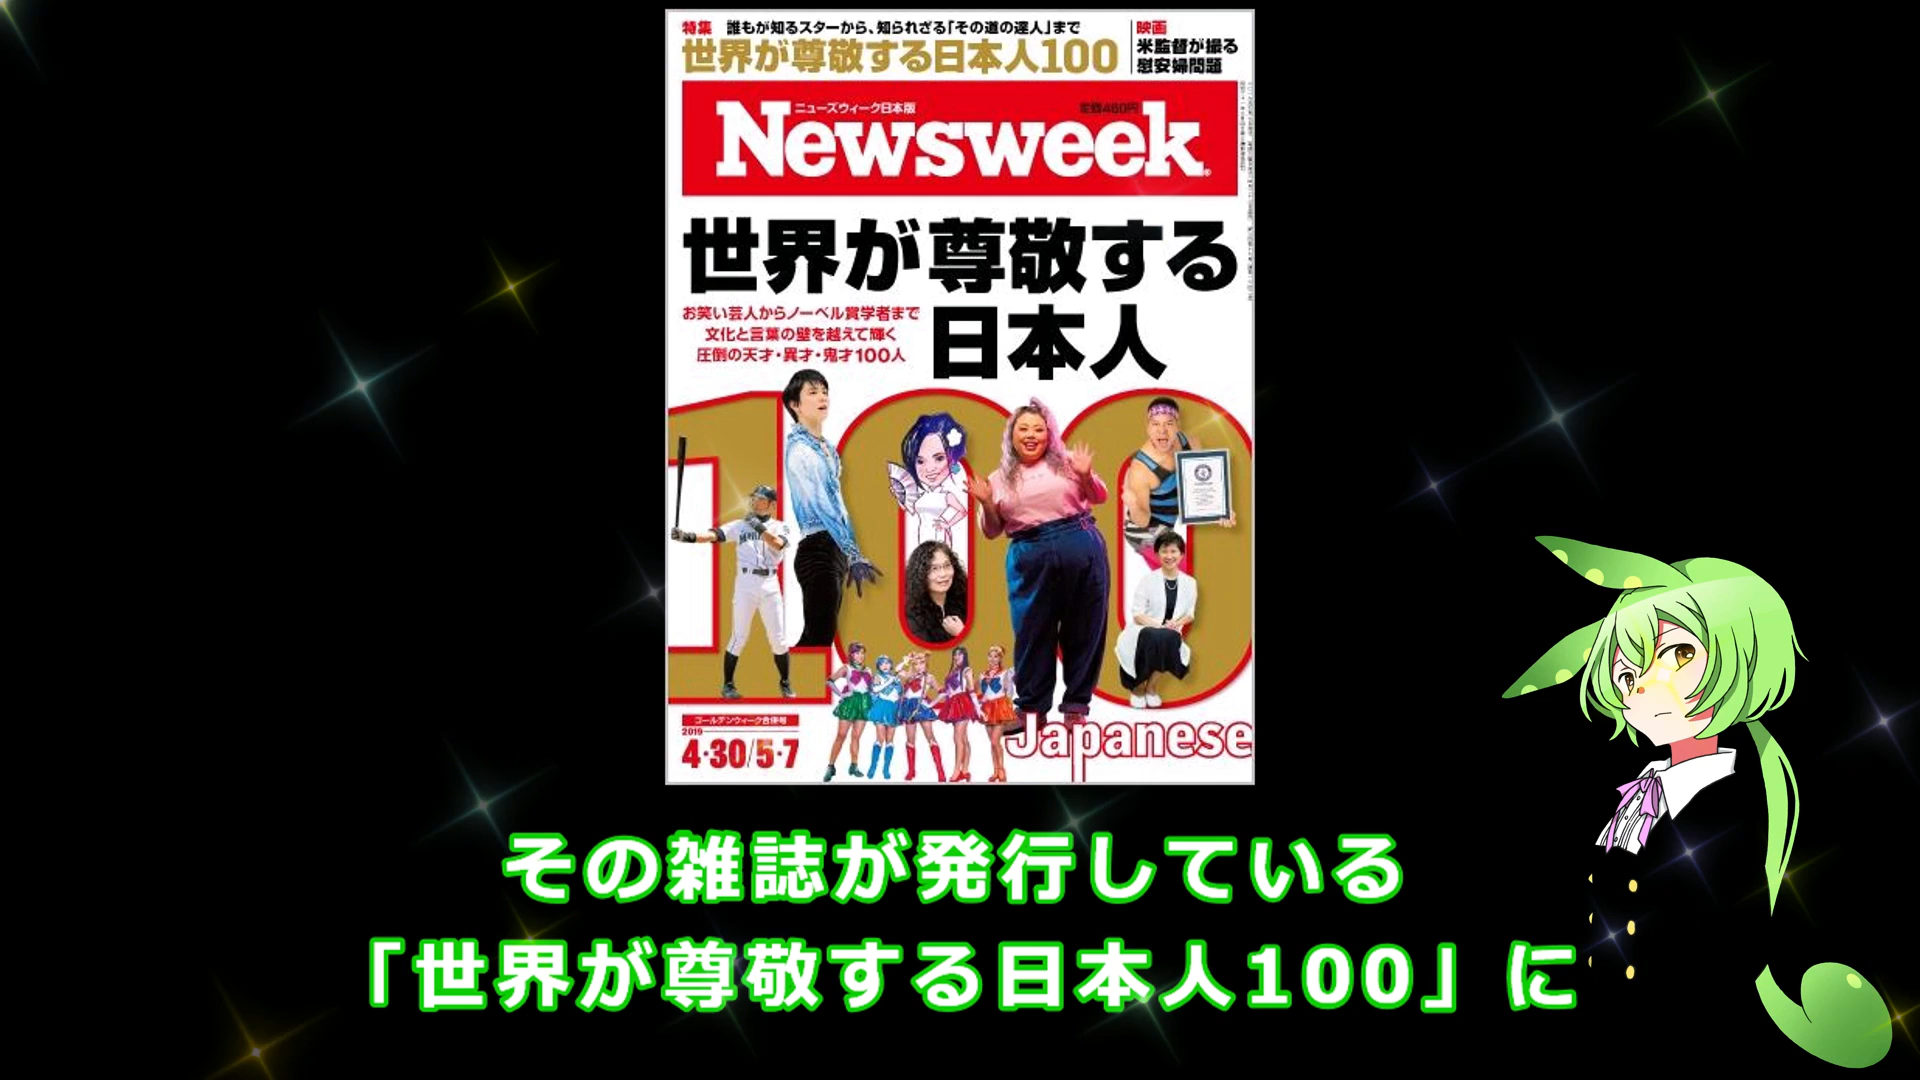 特集 誰もが知るスターから、知られざる「その道の達人」まで
世界が尊敬する日本人100
映画
米監督が撮る
慰安婦問題
ニューズウィーク日本版
定価460円
Newsweek
世界が尊敬する
日本人
お笑い芸人からノーベル賞学者まで
文化と言葉の壁を越えて輝く
圧倒の天才・異才・鬼才100人
100
ゴールデンウィーク合併号
2019
4・30/5・7
Japanese
その雑誌が発行している
「世界が尊敬する日本人100」に